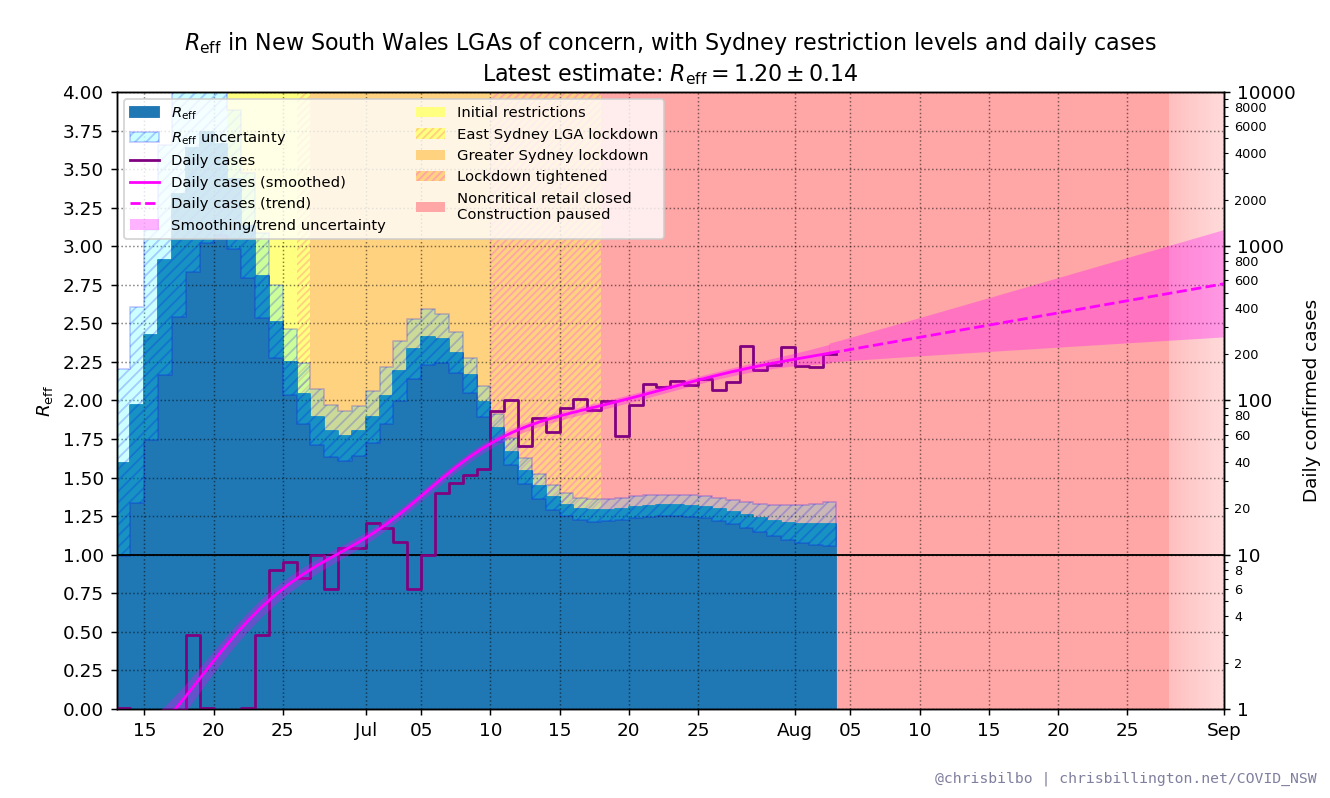 R_eff in New South Wales LGAs of concern, with Sydney restriction levels and daily cases
Latest estimate: R_eff = 1.20 ± 0.14
R_eff
R_eff uncertainty
Daily cases
Daily cases (smoothed)
Daily cases (trend)
Smoothing/trend uncertainty
Initial restrictions
East Sydney LGA lockdown
Greater Sydney lockdown
Lockdown tightened
Noncritical retail closed
Construction paused
4.00
3.75
3.50
3.25
3.00
2.75
2.50
2.25
2.00
1.75
1.50
1.25
1.00
0.75
0.50
0.25
0.00
R_eff
10000
8000
6000
4000
2000
1000
800
600
400
200
100
80
60
40
20
10
8
6
4
2
1
Daily confirmed cases
15 20 25 Jul 05 10 15 20 25 Aug 05 10 15 20 25 Sep
@chrisbilbo | chrisbillington.net/COVID_NSW